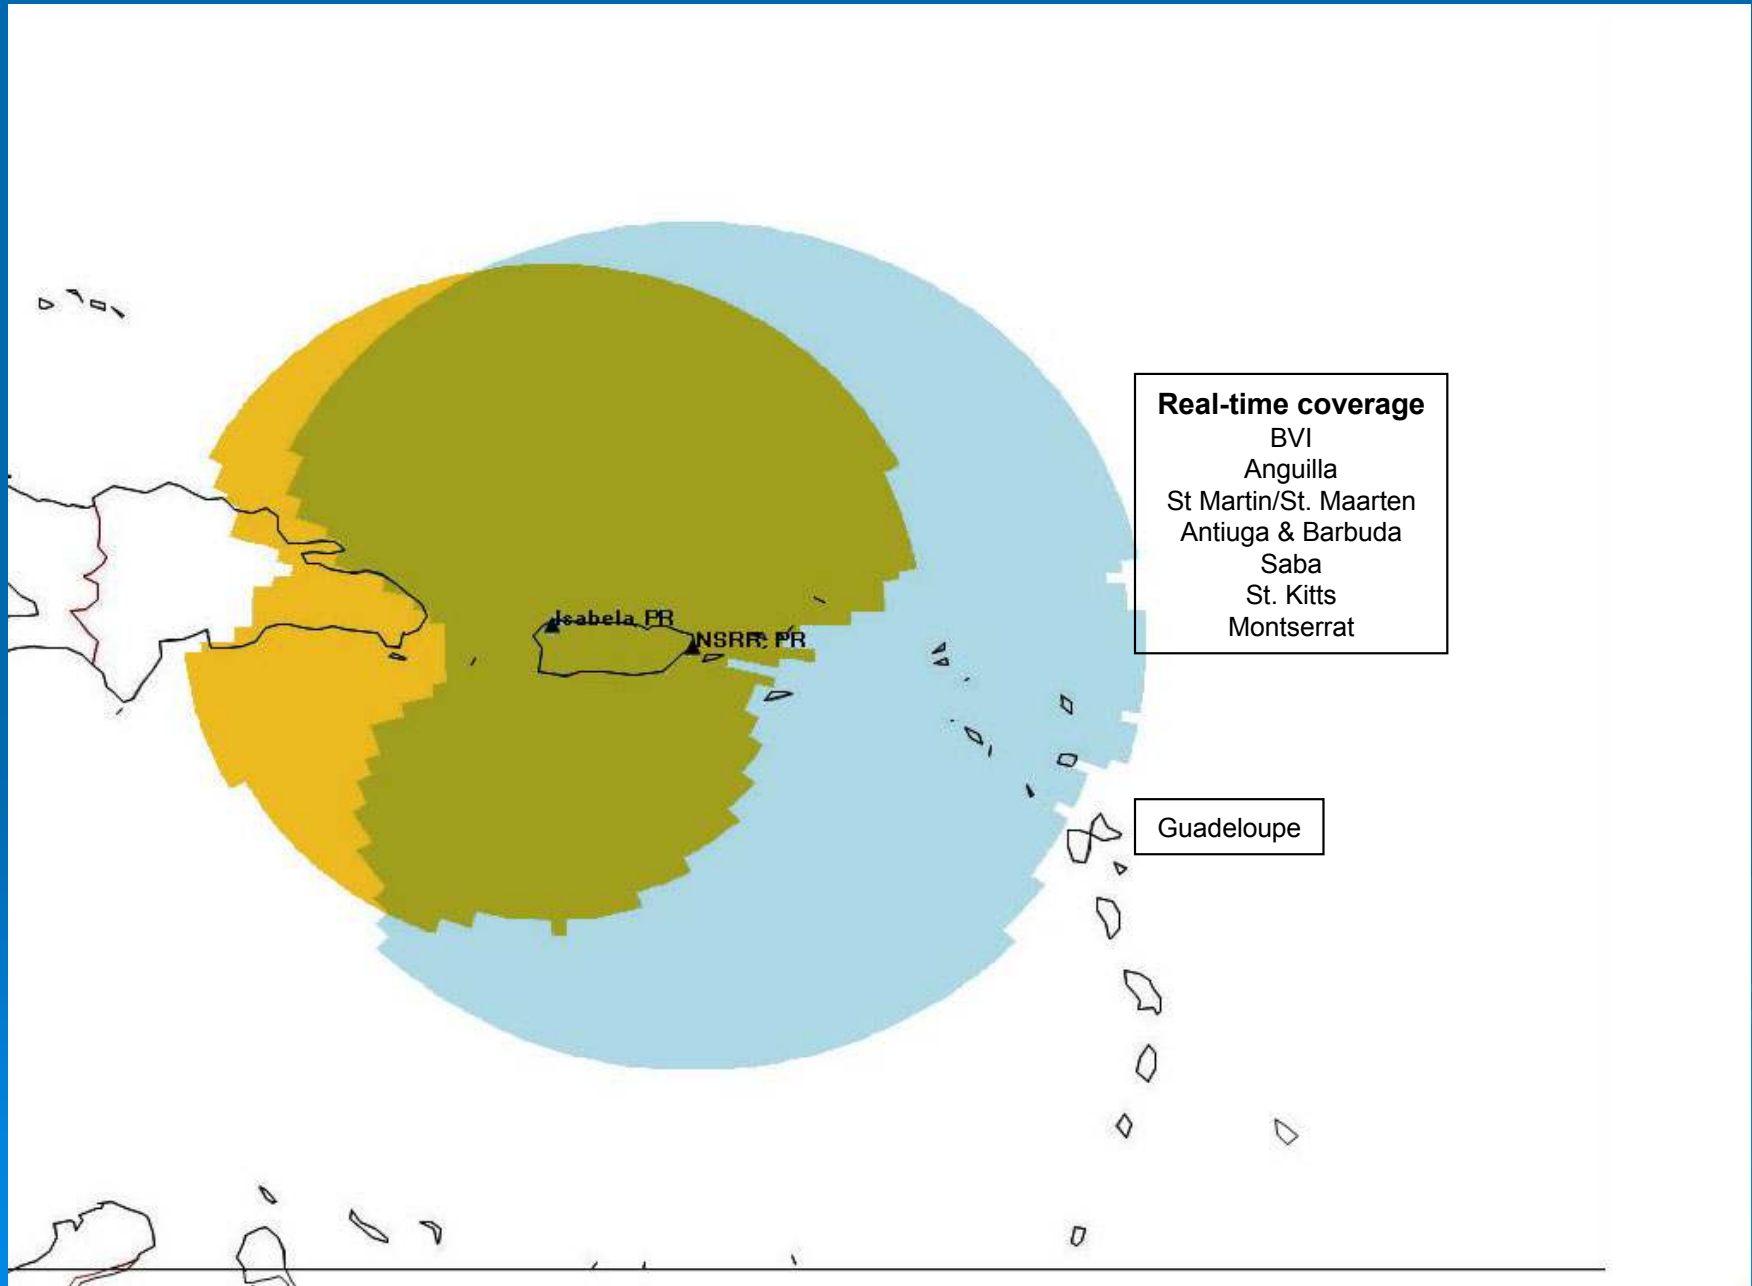 Real-time coverage
BVI
Anguilla
St Martin/St. Maarten
Antiuga & Barbuda
Saba
St. Kitts
Montserrat
Isabela PR
NSRR, PR
Guadeloupe